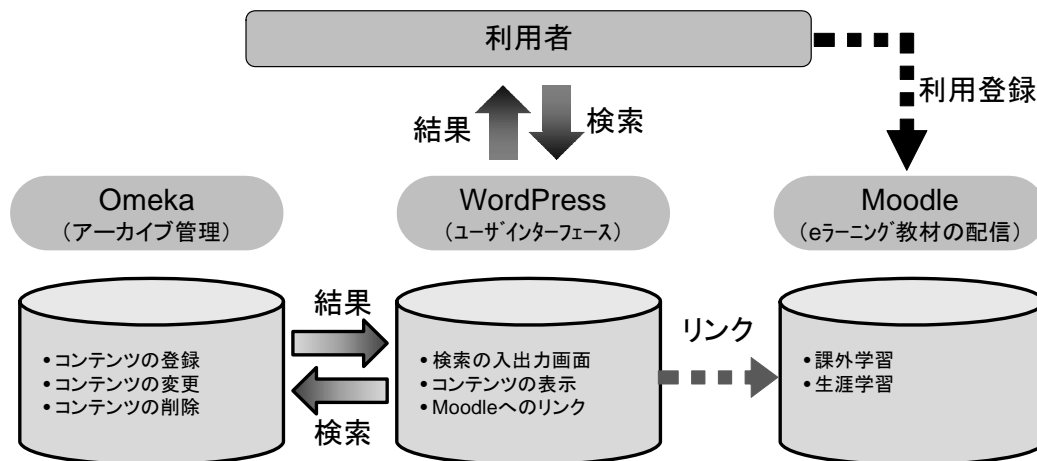 利用者
利用登録
結果
検索
Omeka
（アーカイブ管理）
WordPress
（ﾕｰｻﾞｲﾝﾀｰﾌｪｰｽ）
Moodle
（eﾗｰﾆﾝｸﾞ教材の配信）
結果
検索
リンク
•コンテンツの登録
•コンテンツの変更
•コンテンツの削除
•検索の入出力画面
•コンテンツの表示
•Moodleへのリンク
•課外学習
•生涯学習